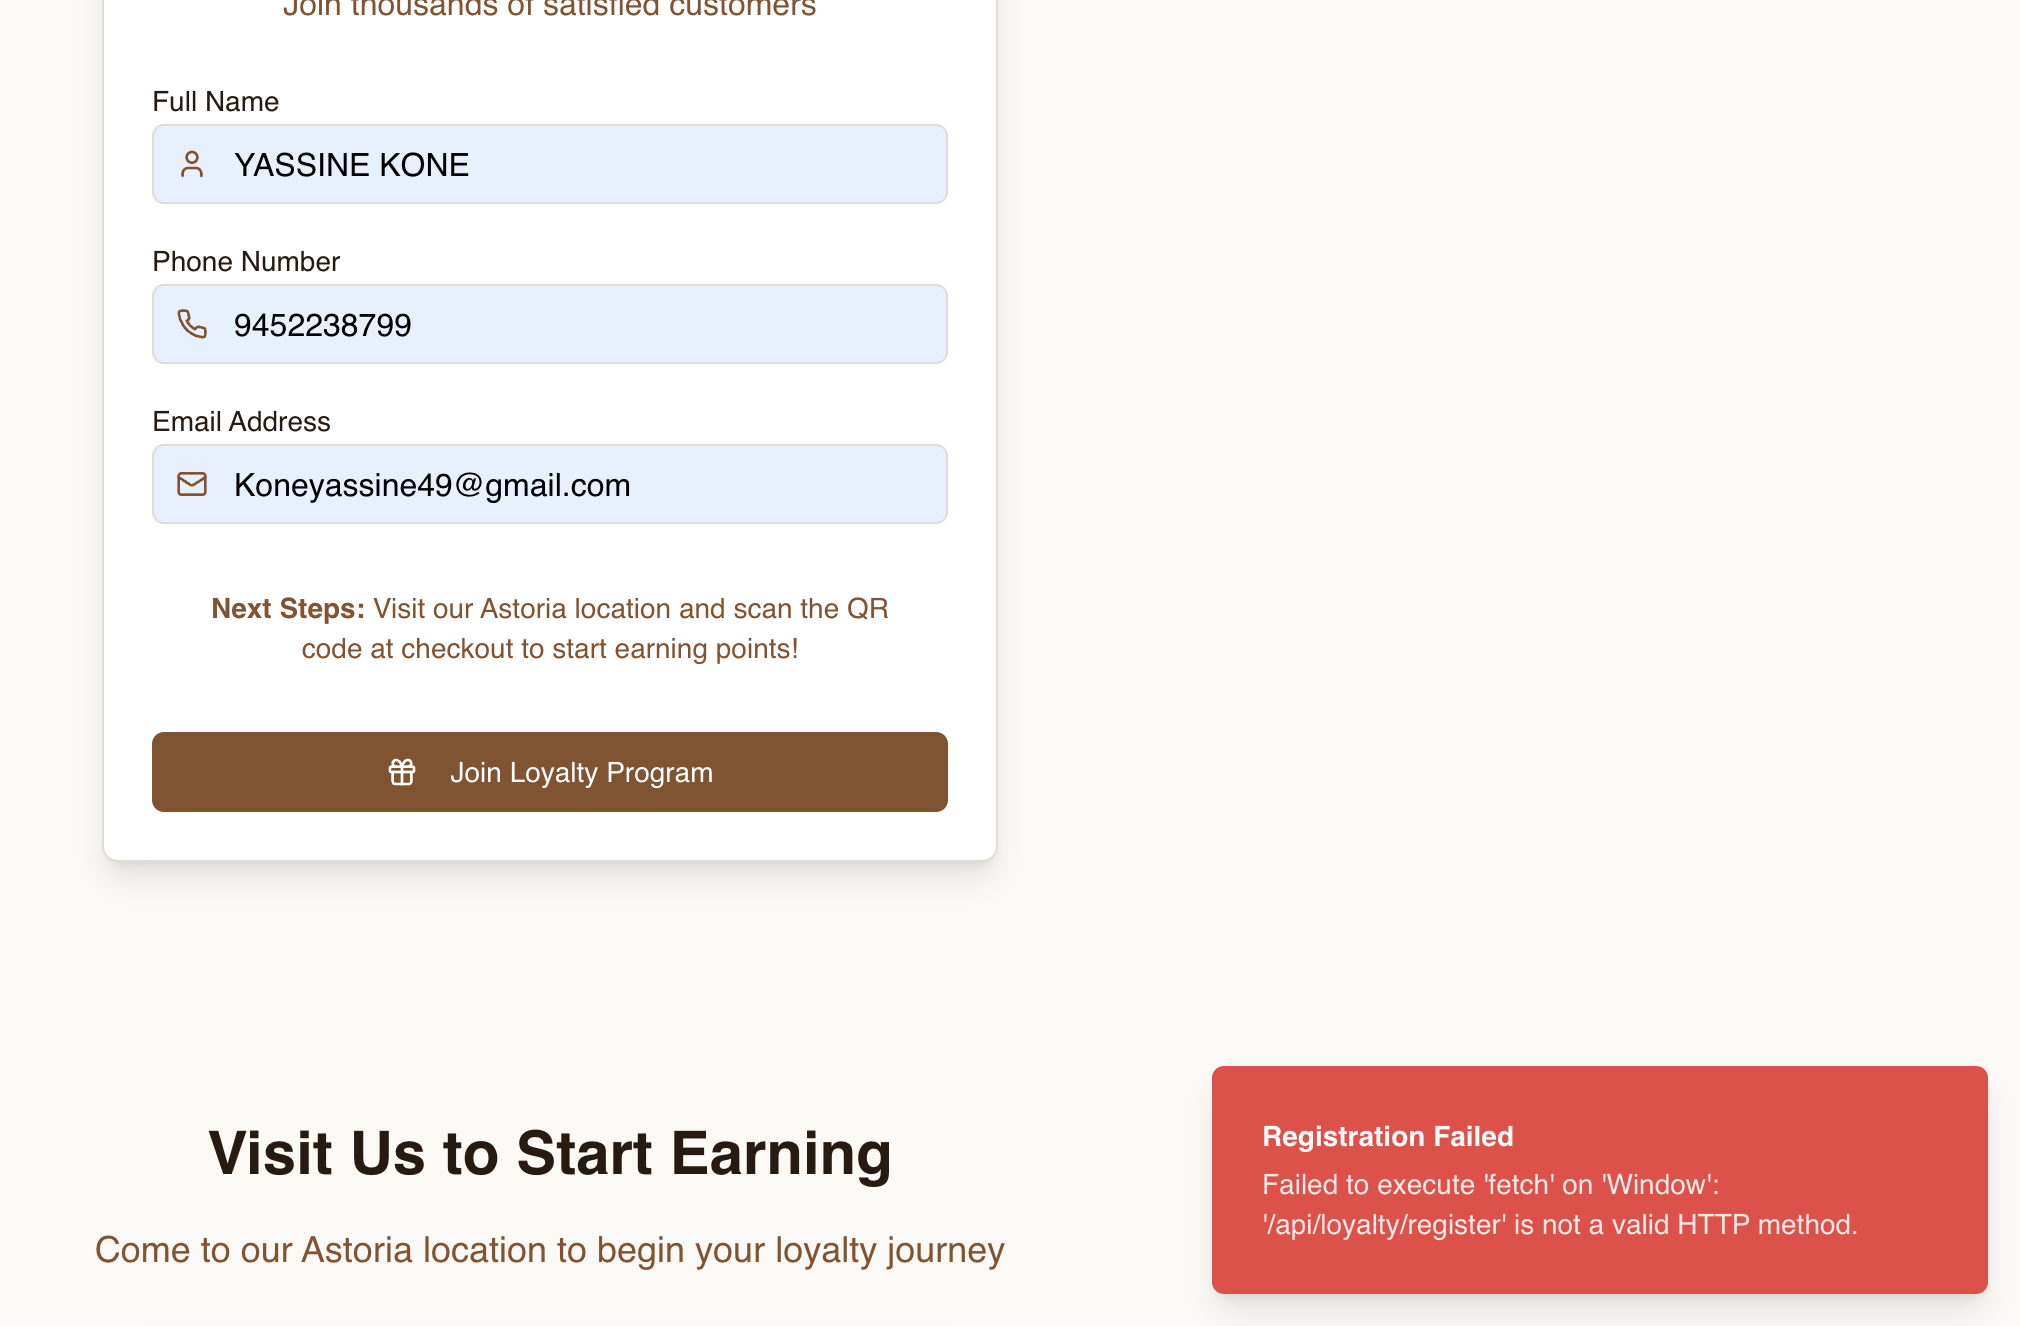 Join thousands of satisfied customers
Full Name
YASSINE KONE
Phone Number
9452238799
Email Address
Koneyassine49@gmail.com
Next Steps: Visit our Astoria location and scan the QR
code at checkout to start earning points!
Join Loyalty Program
Visit Us to Start Earning
Come to our Astoria location to begin your loyalty journey
Registration Failed
Failed to execute 'fetch' on 'Window':
'/api/loyalty/register' is not a valid HTTP method.